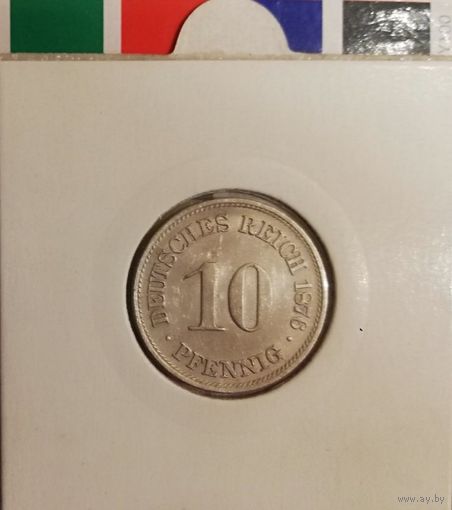 DEUTSCHES REICH 1876
10
· PFENNIG ·
www.ay.by